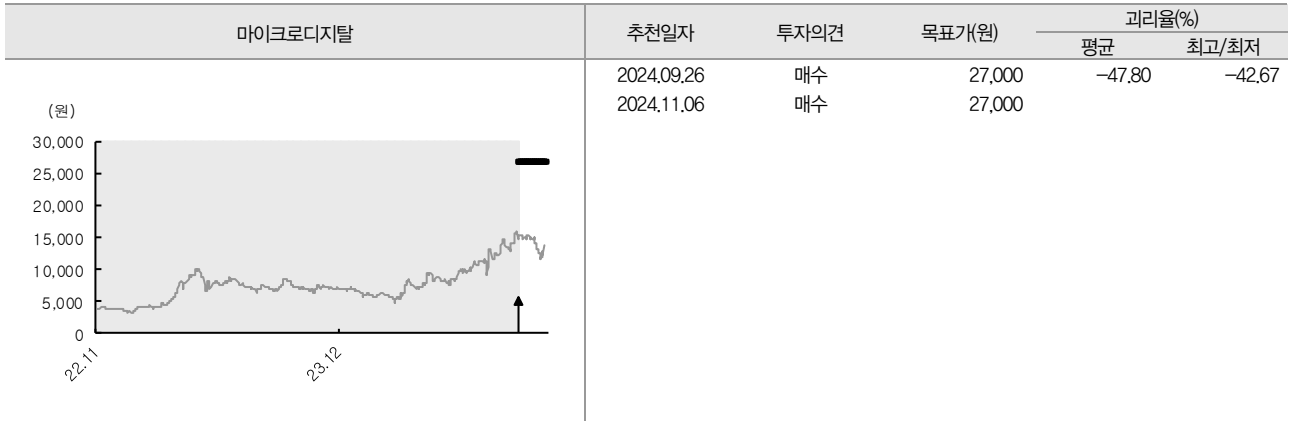 마이크로디지탈 추천일자 투자의견 목표가(원) 괴리율(%)
평균 최고/최저
2024.09.26 매수 27,000 -47.80 -42.67
2024.11.06 매수 27,000
(원)
30,000
25,000
20,000
15,000
10,000
5,000
0
22.11 23.12